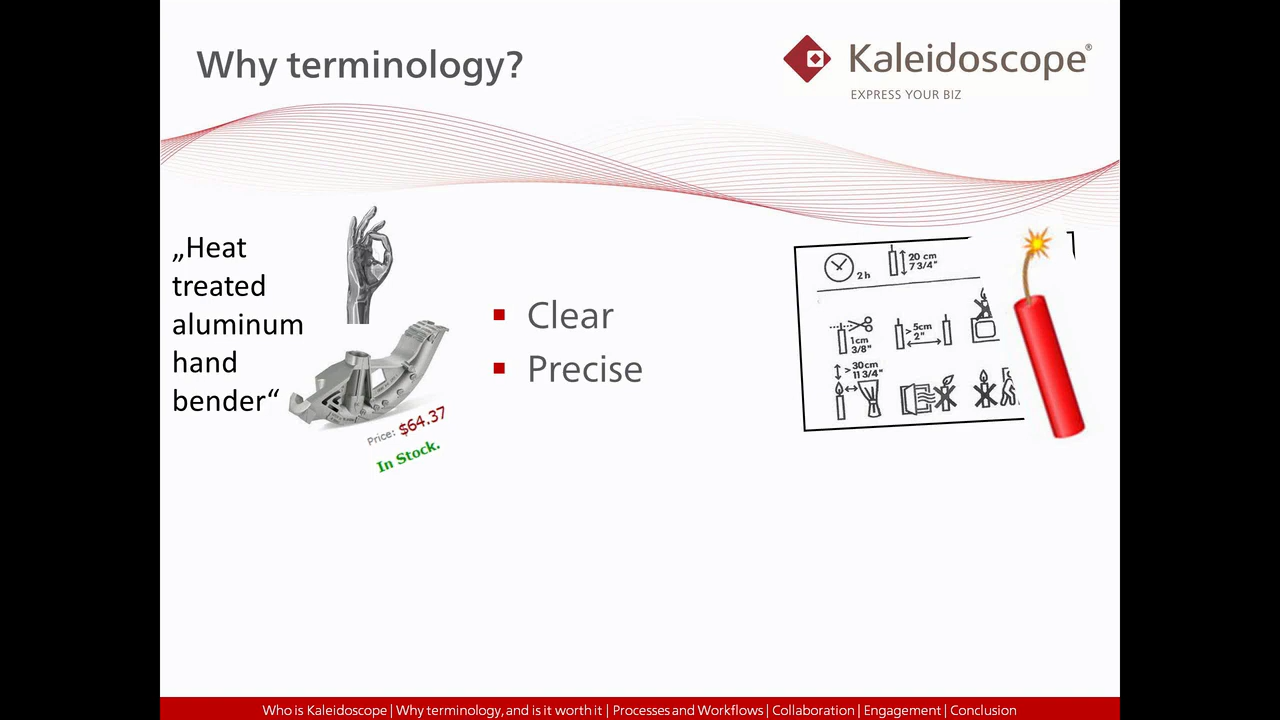 Why terminology?
Kaleidoscope®
EXPRESS YOUR BIZ
„Heat
treated
aluminum
hand
bender“
Price: $64.37
In Stock.
Clear
Precise
2h
20 cm
7 3/4"
1cm
3/8"
>5cm
2"
>30cm
11 3/4"
Who is Kaleidoscope | Why terminology, and is it worth it | Processes and Workflows | Collaboration | Engagement | Conclusion